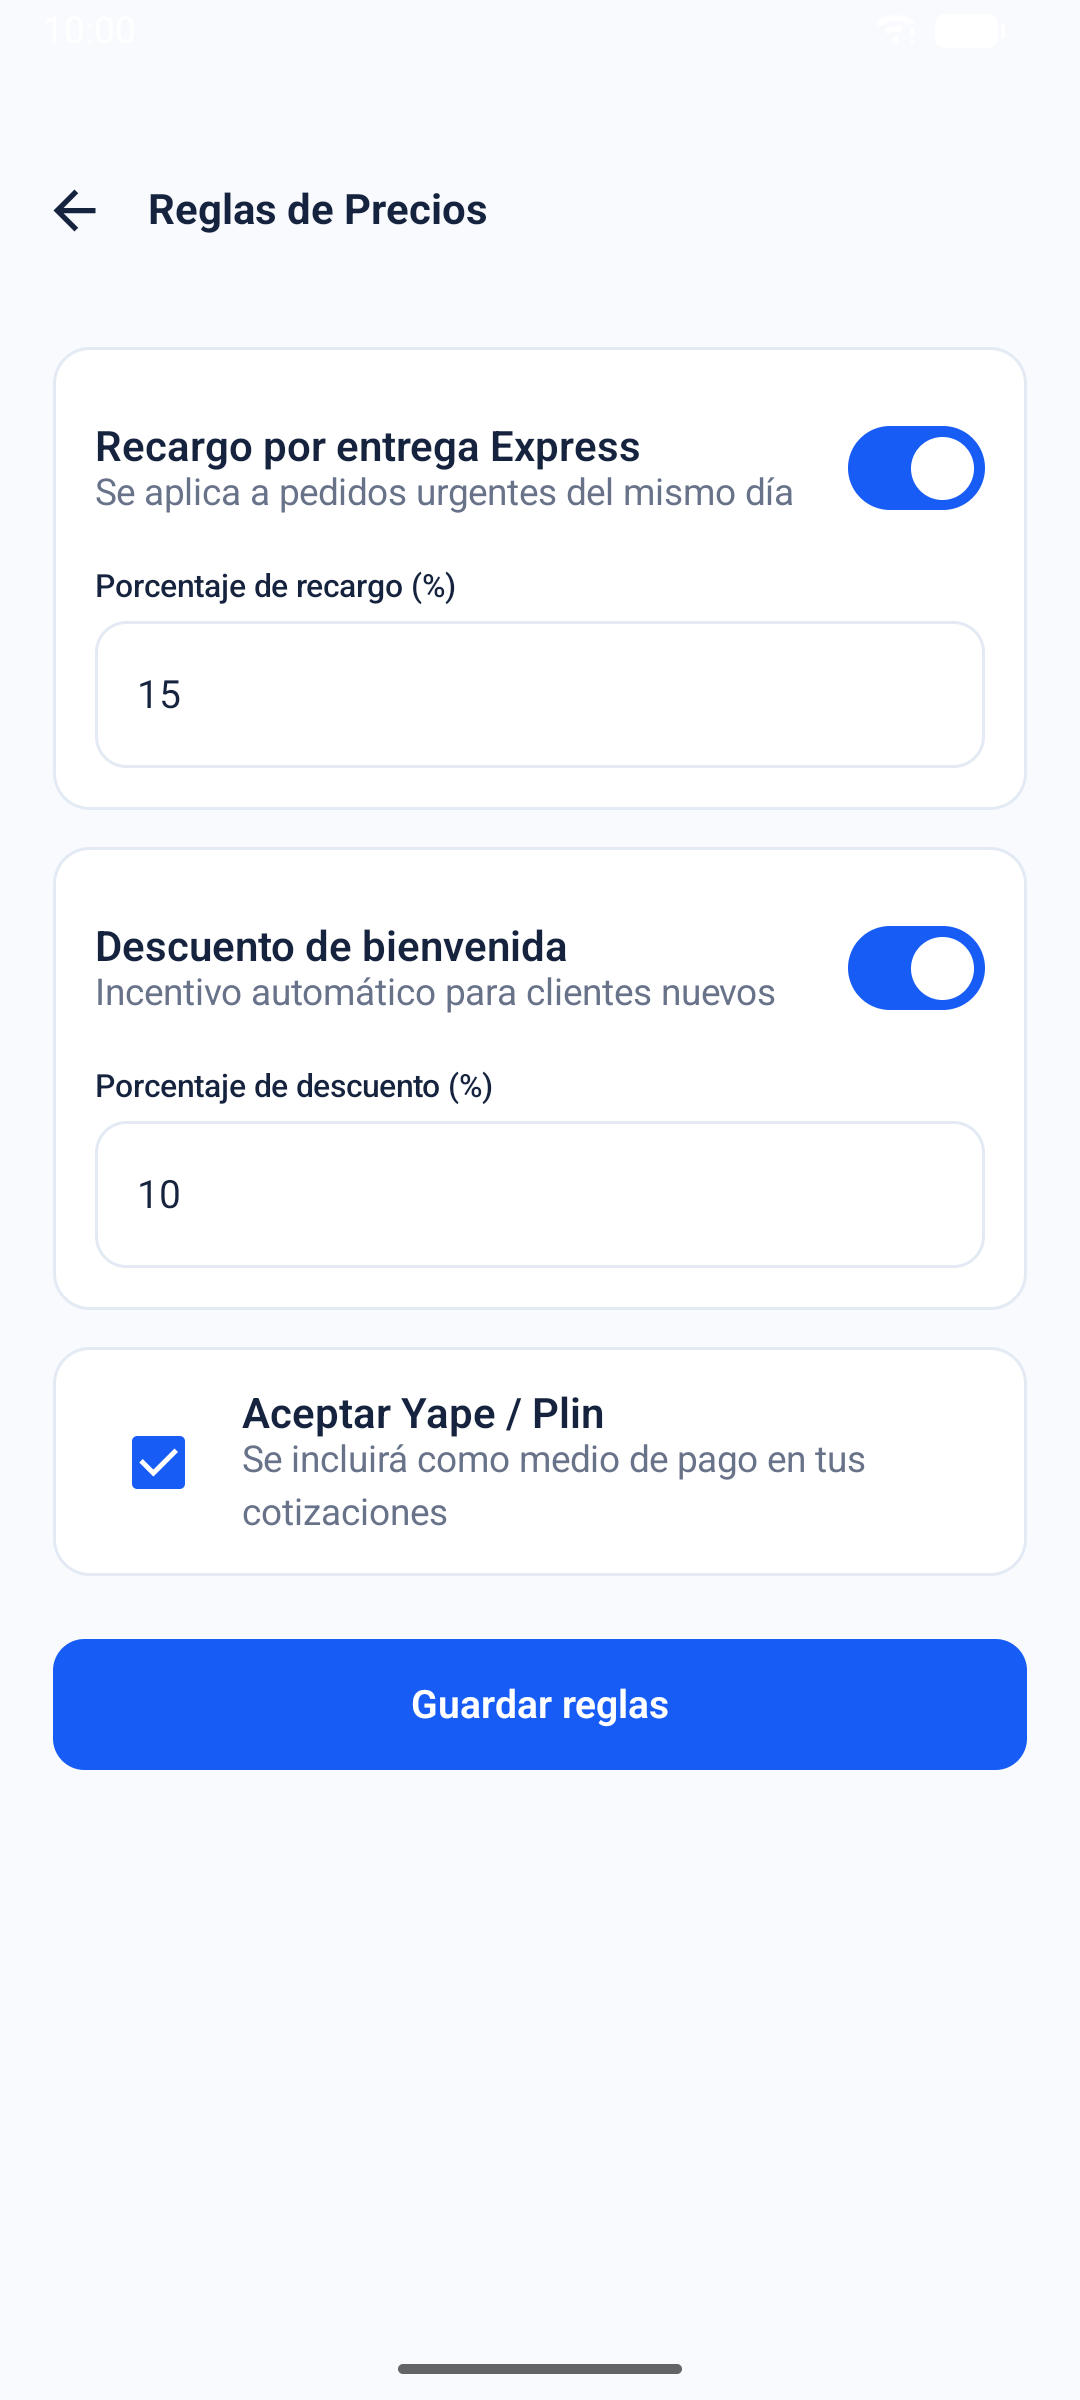 10:00
Reglas de Precios
Recargo por entrega Express
Se aplica a pedidos urgentes del mismo día
Porcentaje de recargo (%)
15
Descuento de bienvenida
Incentivo automático para clientes nuevos
Porcentaje de descuento (%)
10
Aceptar Yape / Plin
Se incluirá como medio de pago en tus
cotizaciones
Guardar reglas